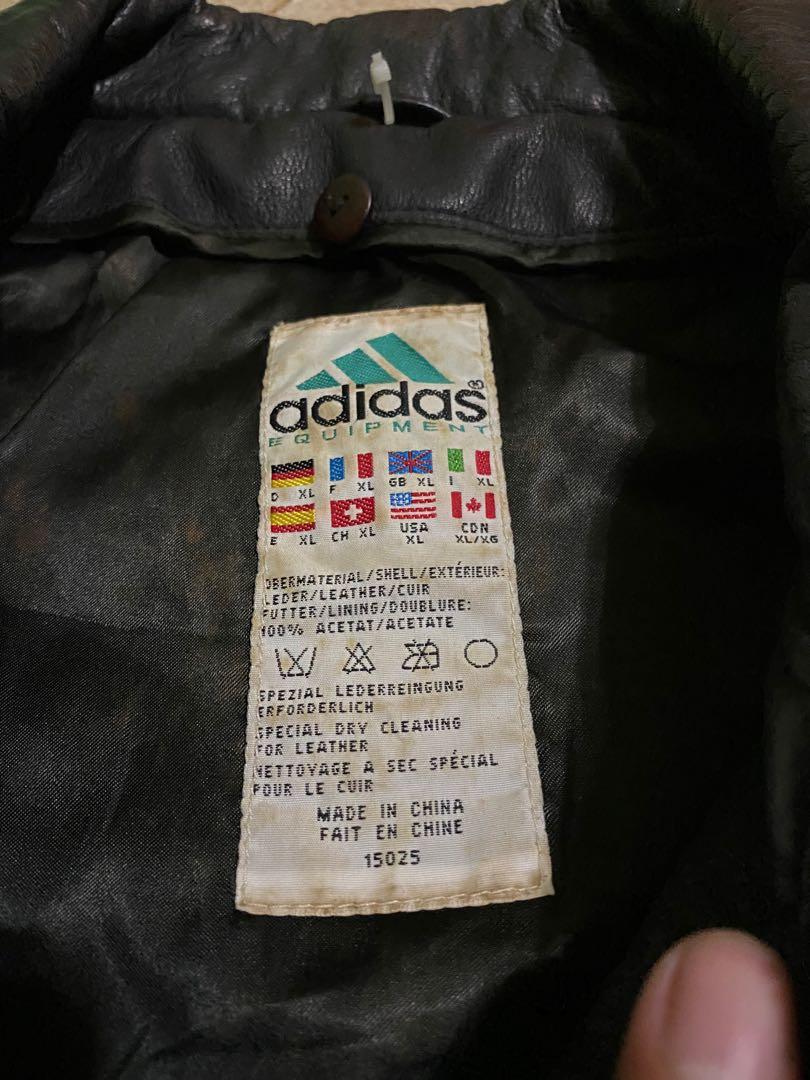 adidas®
EQUIPMENT
D XL F XL GB XL I XL
E XL CH XL USA XL CDN XL/XG
OBERMATERIAL/SHELL/EXTÉRIEUR:
LEDER/LEATHER/CUIR
FUTTER/LINING/DOUBLURE:
100% ACETAT/ACETATE
SPEZIAL LEDERREINGUNG
ERFORDERLICH
SPECIAL DRY CLEANING
FOR LEATHER
NETTOYAGE A SEC SPÉCIAL
POUR LE CUIR
MADE IN CHINA
FAIT EN CHINE
15025